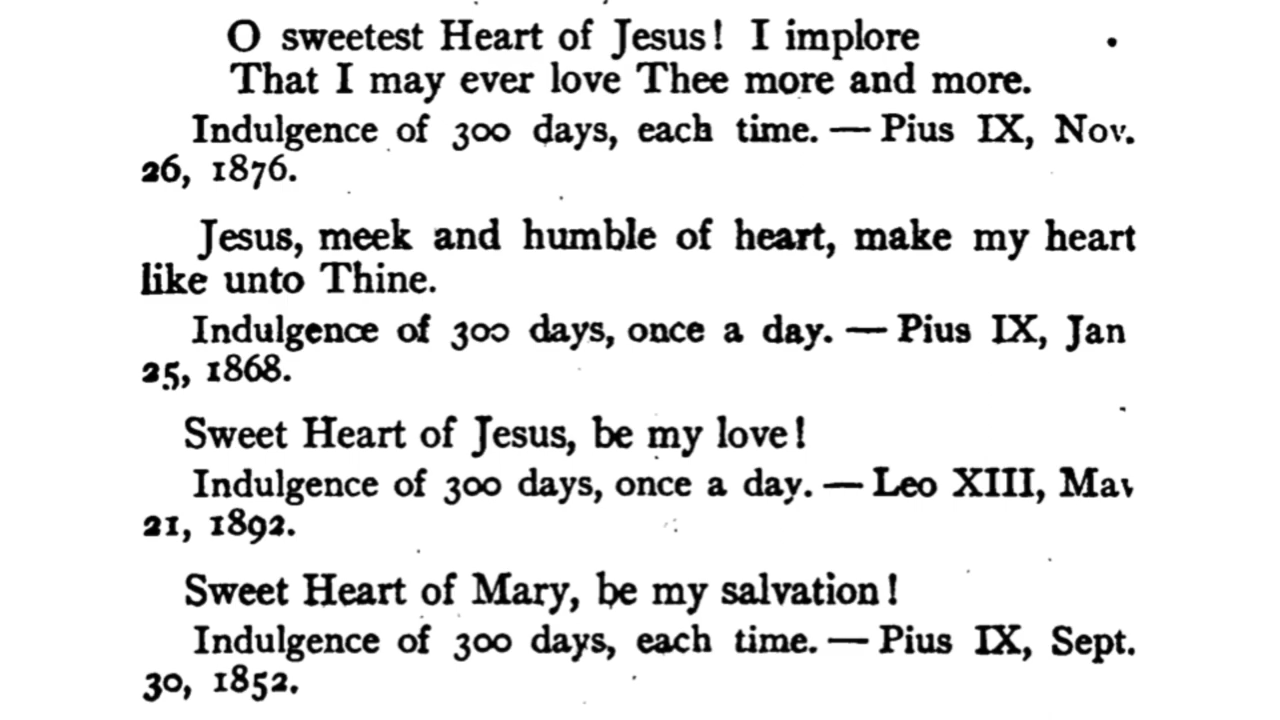 O sweetest Heart of Jesus! I implore
That I may ever love Thee more and more.
Indulgence of 300 days, each time. — Pius IX, Nov.
26, 1876.
Jesus, meek and humble of heart, make my heart
like unto Thine.
Indulgence of 300 days, once a day. — Pius IX, Jan
25, 1868.
Sweet Heart of Jesus, be my love!
Indulgence of 300 days, once a day. — Leo XIII, May
21, 1892.
Sweet Heart of Mary, be my salvation!
Indulgence of 300 days, each time. — Pius IX, Sept.
30, 1852.